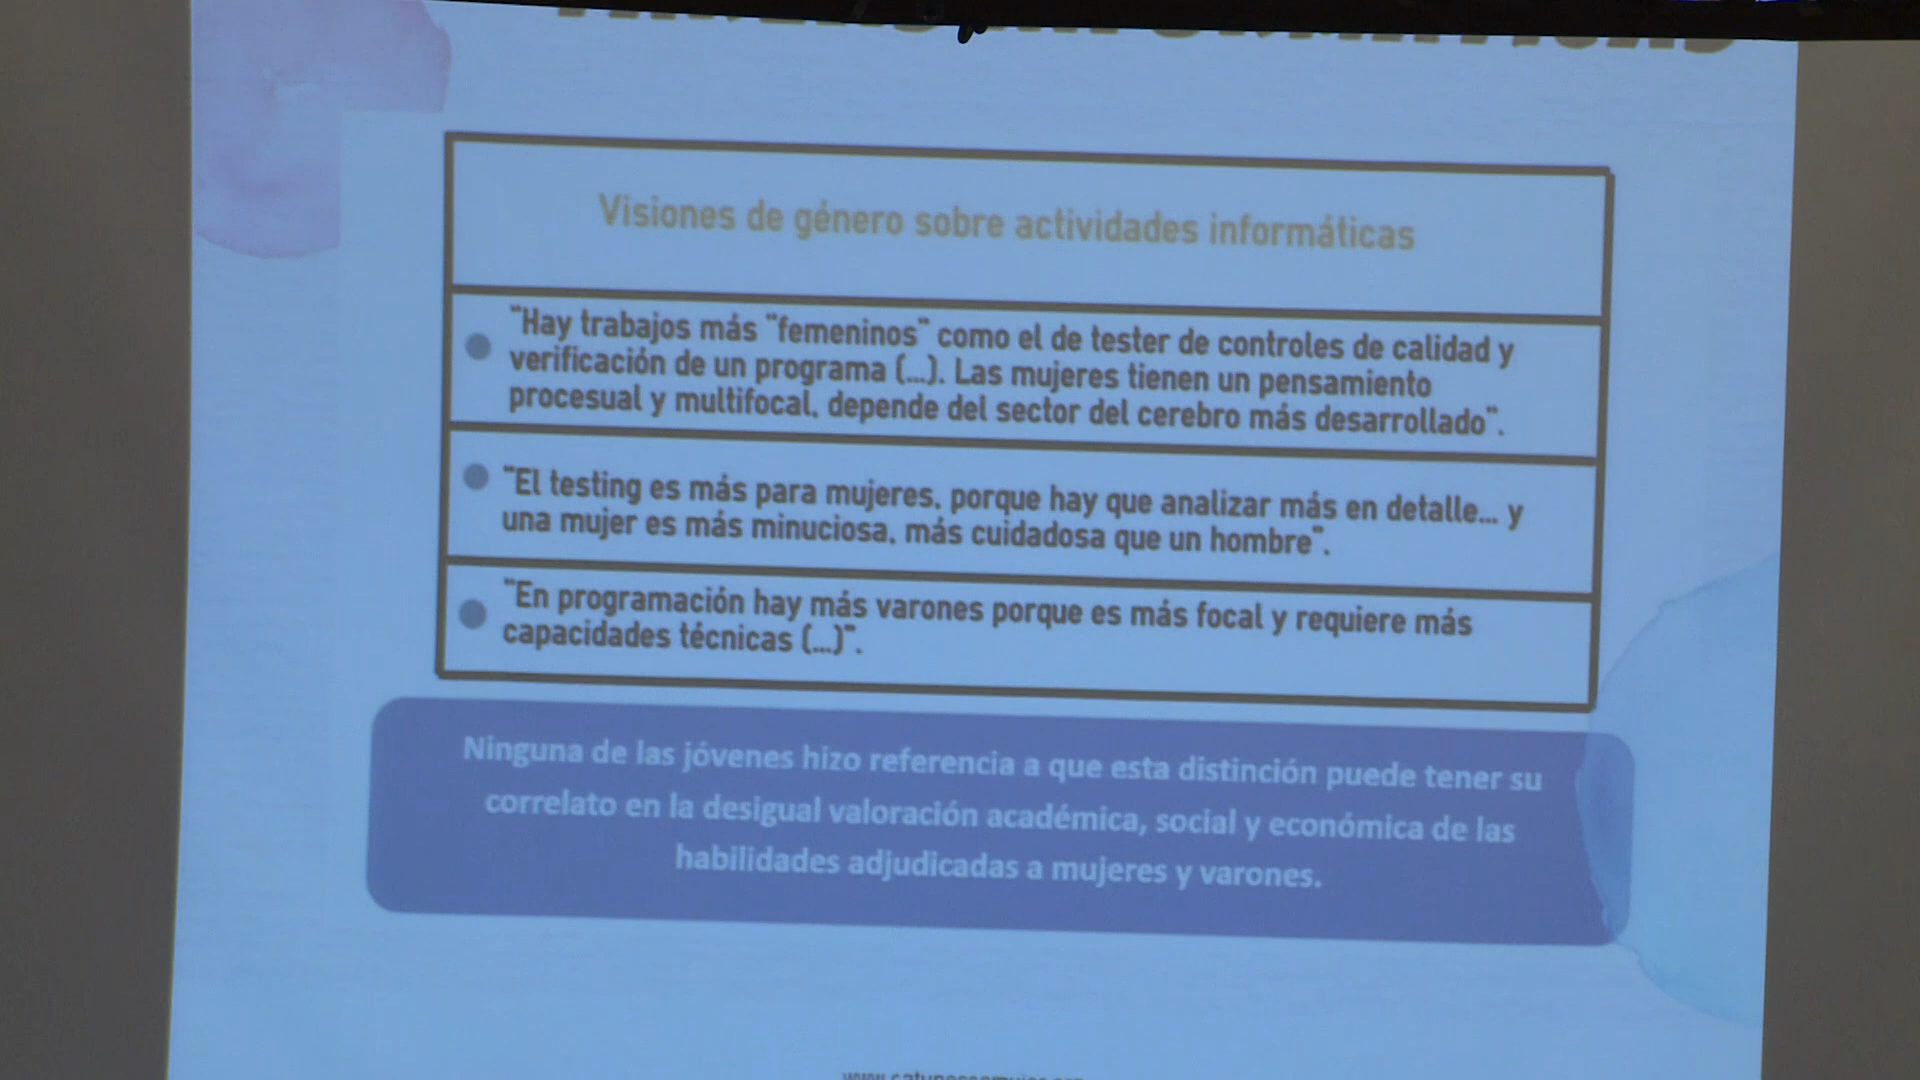 Visiones de género sobre actividades informáticas
"Hay trabajos más "femeninos" como el de tester de controles de calidad y
verificación de un programa (...). Las mujeres tienen un pensamiento
procesual y multifocal, depende del sector del cerebro más desarrollado".
"El testing es más para mujeres, porque hay que analizar más en detalle... y
una mujer es más minuciosa, más cuidadosa que un hombre".
"En programación hay más varones porque es más focal y requiere más
capacidades técnicas (...)".
Ninguna de las jóvenes hizo referencia a que esta distinción puede tener su
correlato en la desigual valoración académica, social y económica de las
habilidades adjudicadas a mujeres y varones.